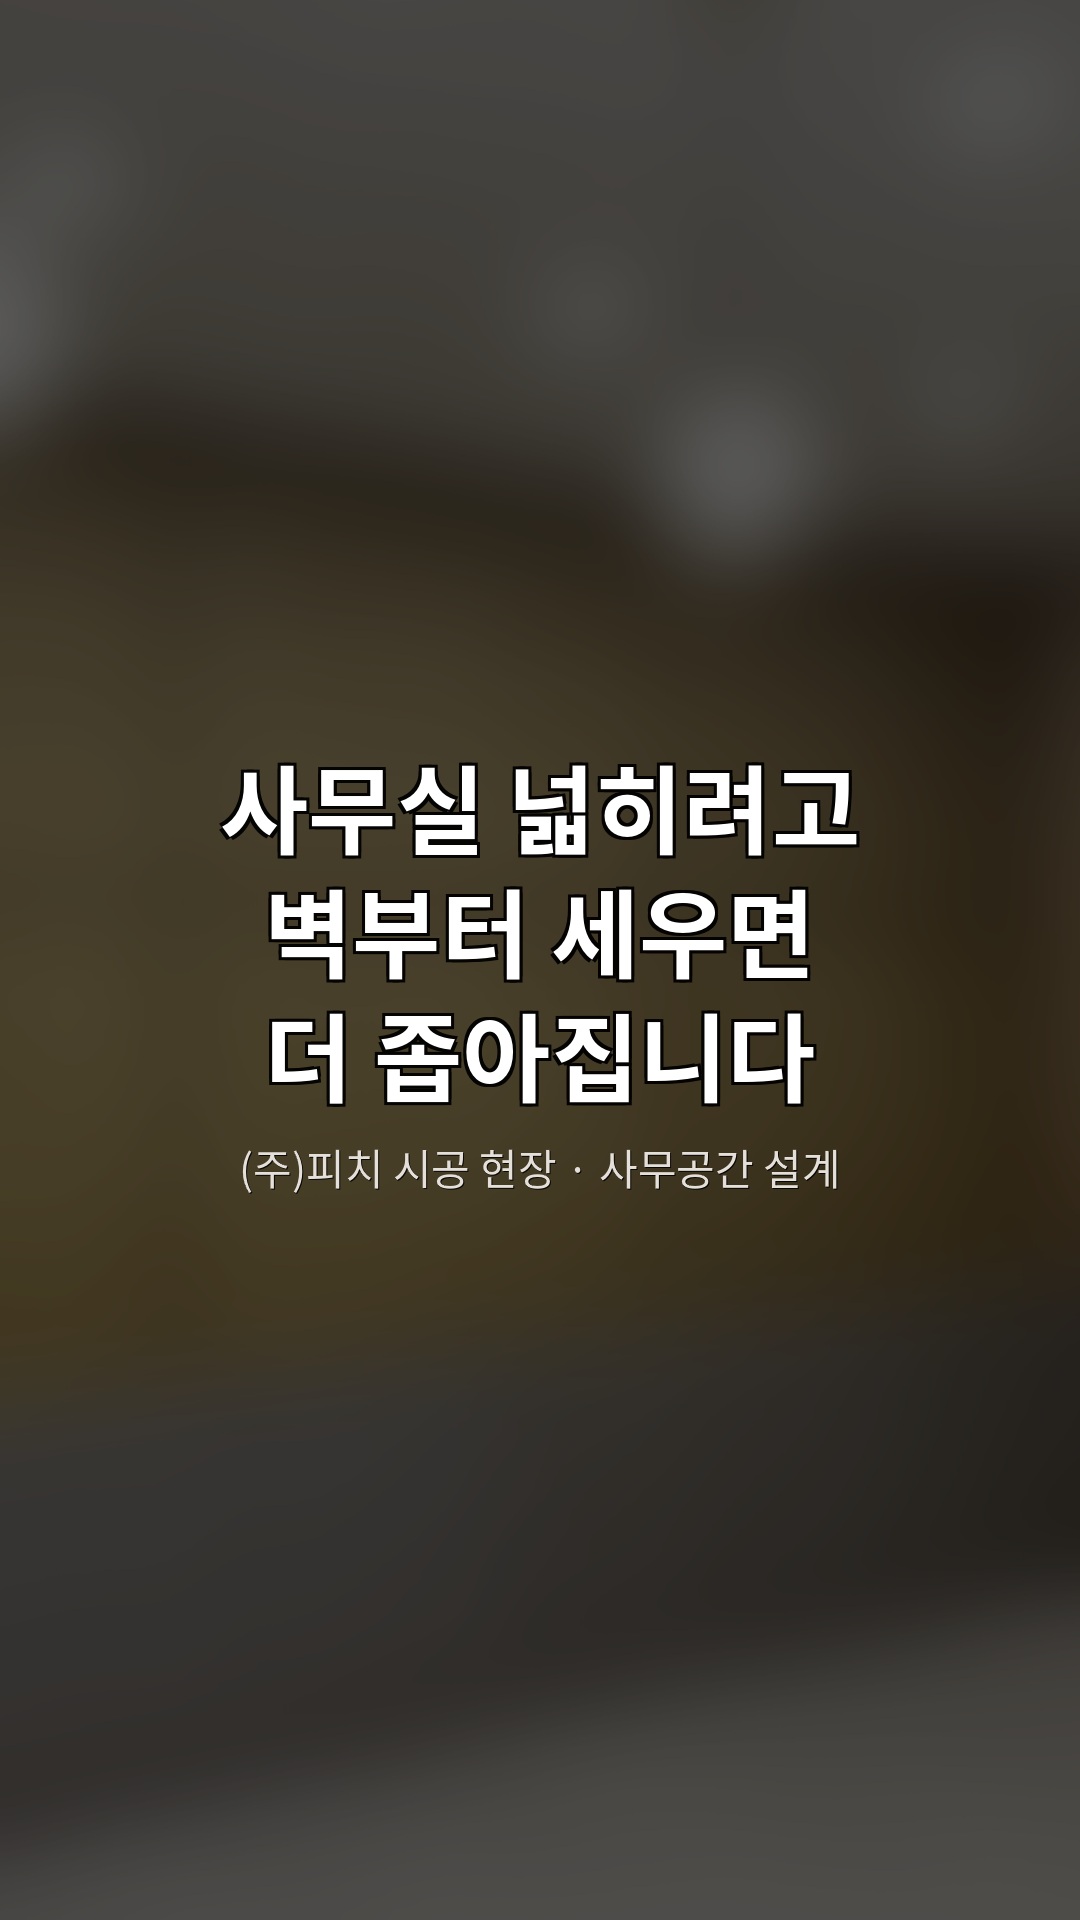 사무실 넓히려고
벽부터 세우면
더 좁아집니다
(주)피치 시공 현장 · 사무공간 설계